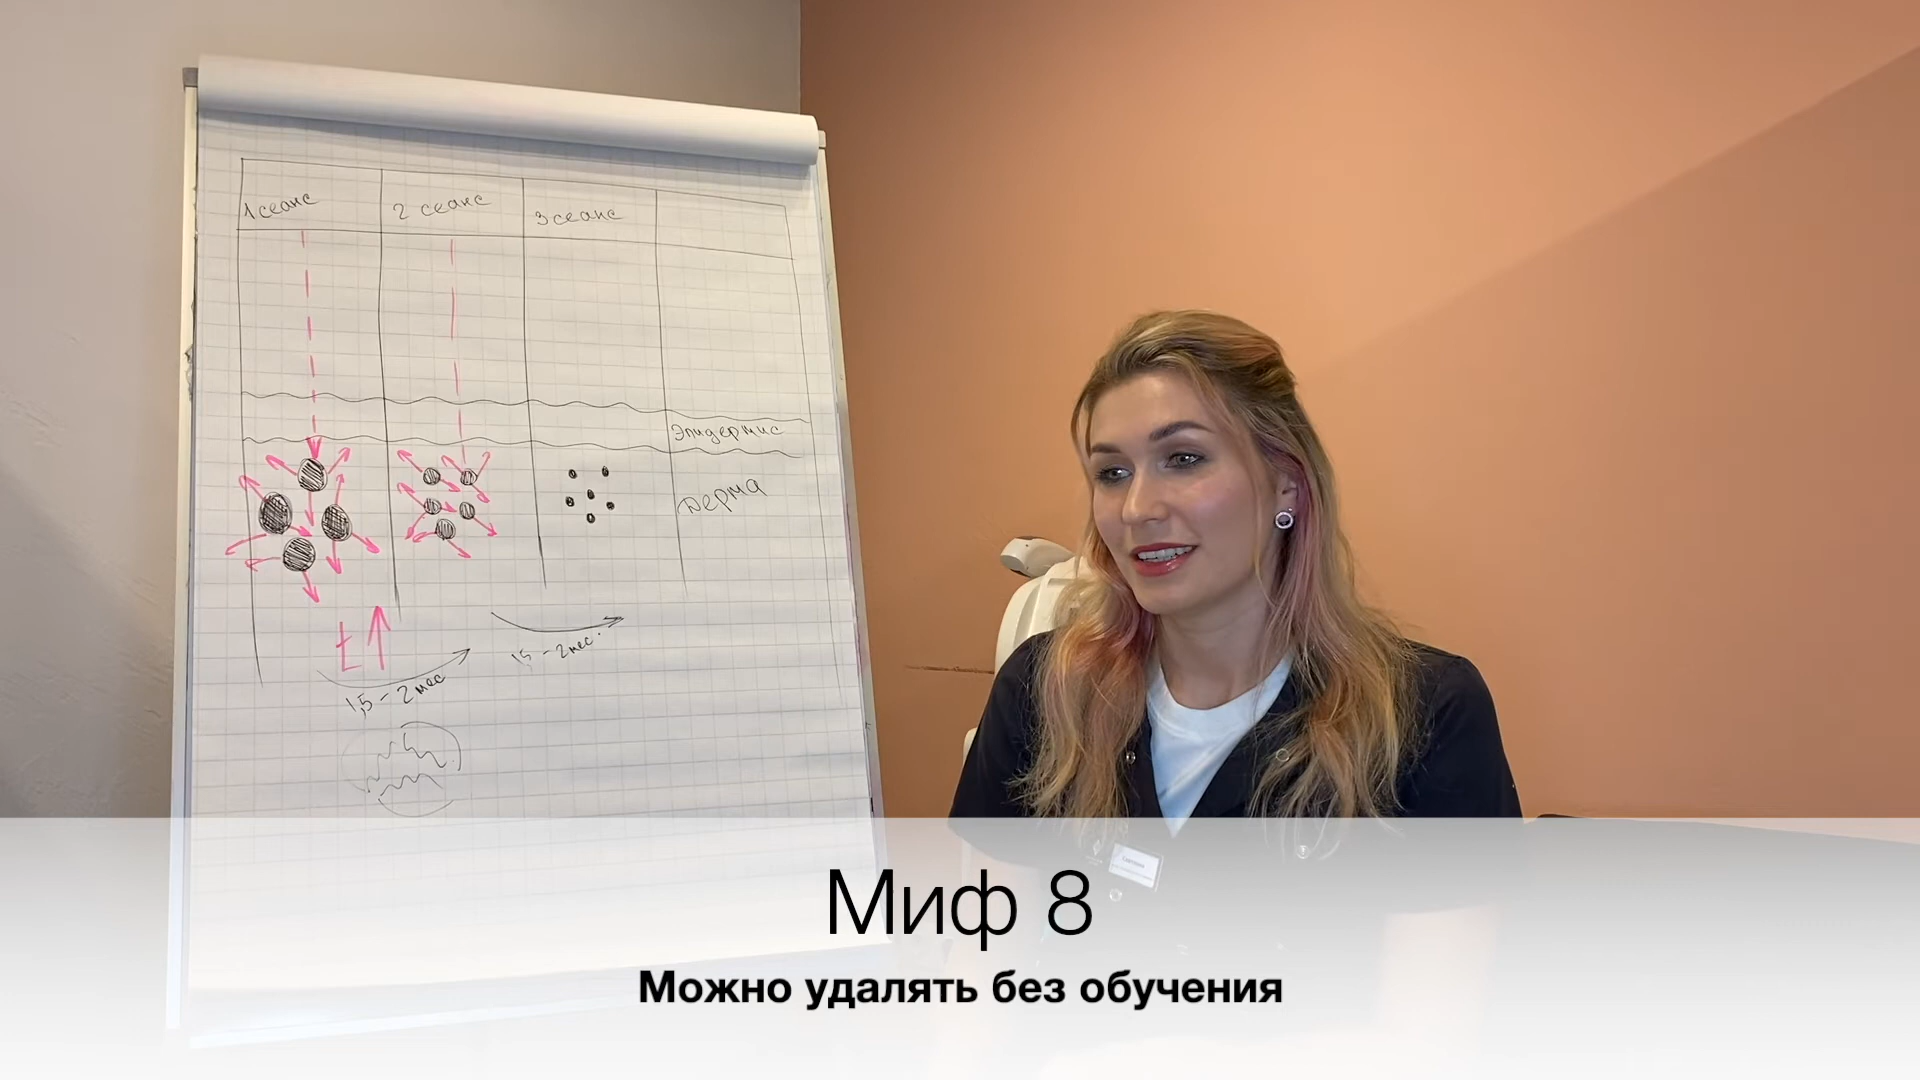 1 сеанс
2 сеанс
3 сеанс
Эпидермис
Дерма
t
1,5 - 2 мес
1,5 - 2 мес.
Миф 8
Можно удалять без обучения